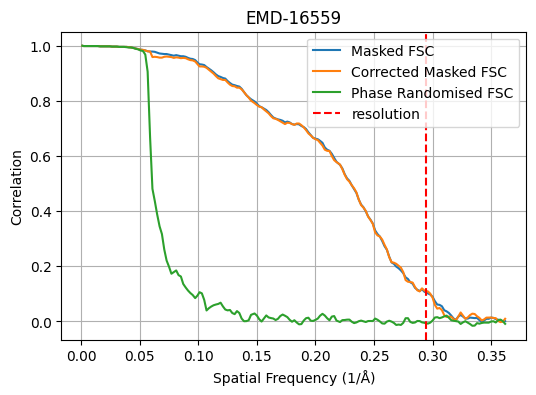 EMD-16559
Masked FSC
Corrected Masked FSC
Phase Randomised FSC
resolution
Correlation
1.0
0.8
0.6
0.4
0.2
0.0
0.00 0.05 0.10 0.15 0.20 0.25 0.30 0.35
Spatial Frequency (1/Å)